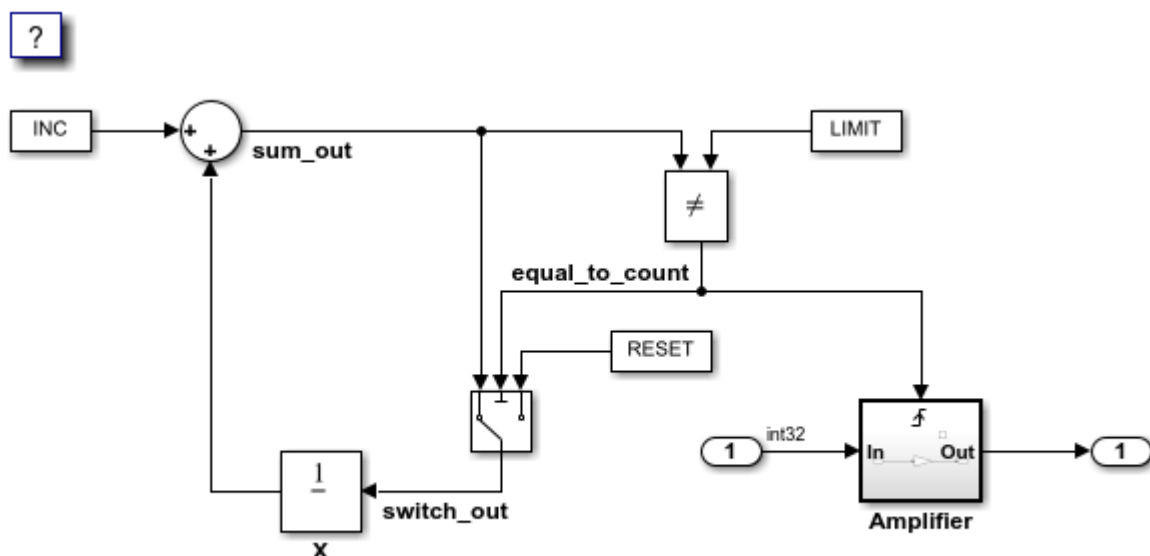 ?
INC
+
+
sum_out
LIMIT
≠
equal_to_count
RESET
1
int32
In
Out
1
Amplifier
1
switch_out
X